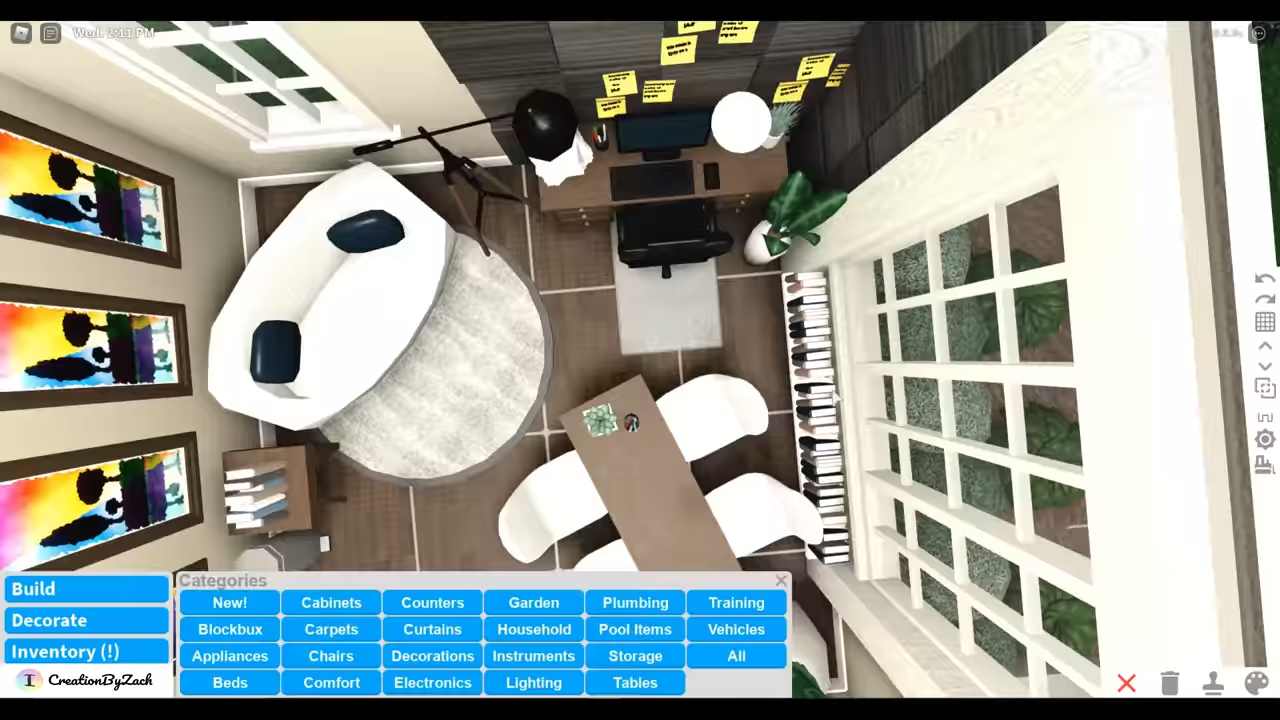 Wed. 2:11 PM
Build
Decorate
Inventory (!)
CreationByZach
Categories
New! Cabinets Counters Garden Plumbing Training
Blockbux Carpets Curtains Household Pool Items Vehicles
Appliances Chairs Decorations Instruments Storage All
Beds Comfort Electronics Lighting Tables